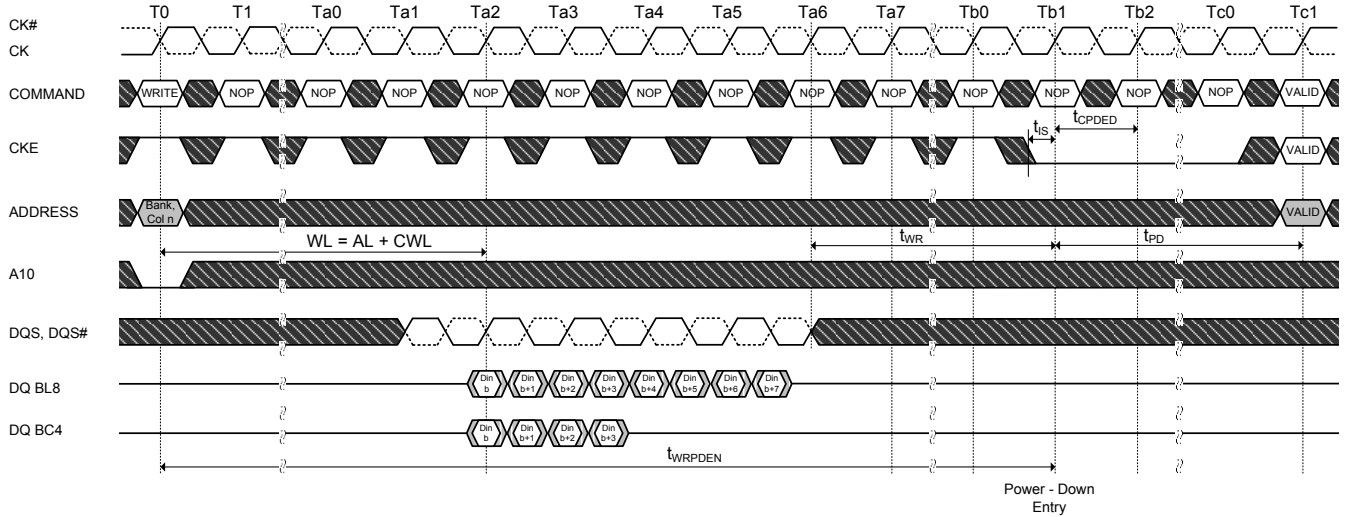 T0 T1 Ta0 Ta1 Ta2 Ta3 Ta4 Ta5 Ta6 Ta7 Tb0 Tb1 Tb2 Tc0 Tc1
CK#
CK
COMMAND WRITE NOP NOP NOP NOP NOP NOP NOP NOP NOP NOP NOP NOP NOP VALID
tIS tCPDED
CKE VALID
ADDRESS Bank, Col n VALID
WL = AL + CWL tWR tPD
A10
DQS, DQS#
DQ BL8 Din b Din b+1 Din b+2 Din b+3 Din b+4 Din b+5 Din b+6 Din b+7
DQ BC4 Din b Din b+1 Din b+2 Din b+3
tWRPDEN
Power - Down
Entry